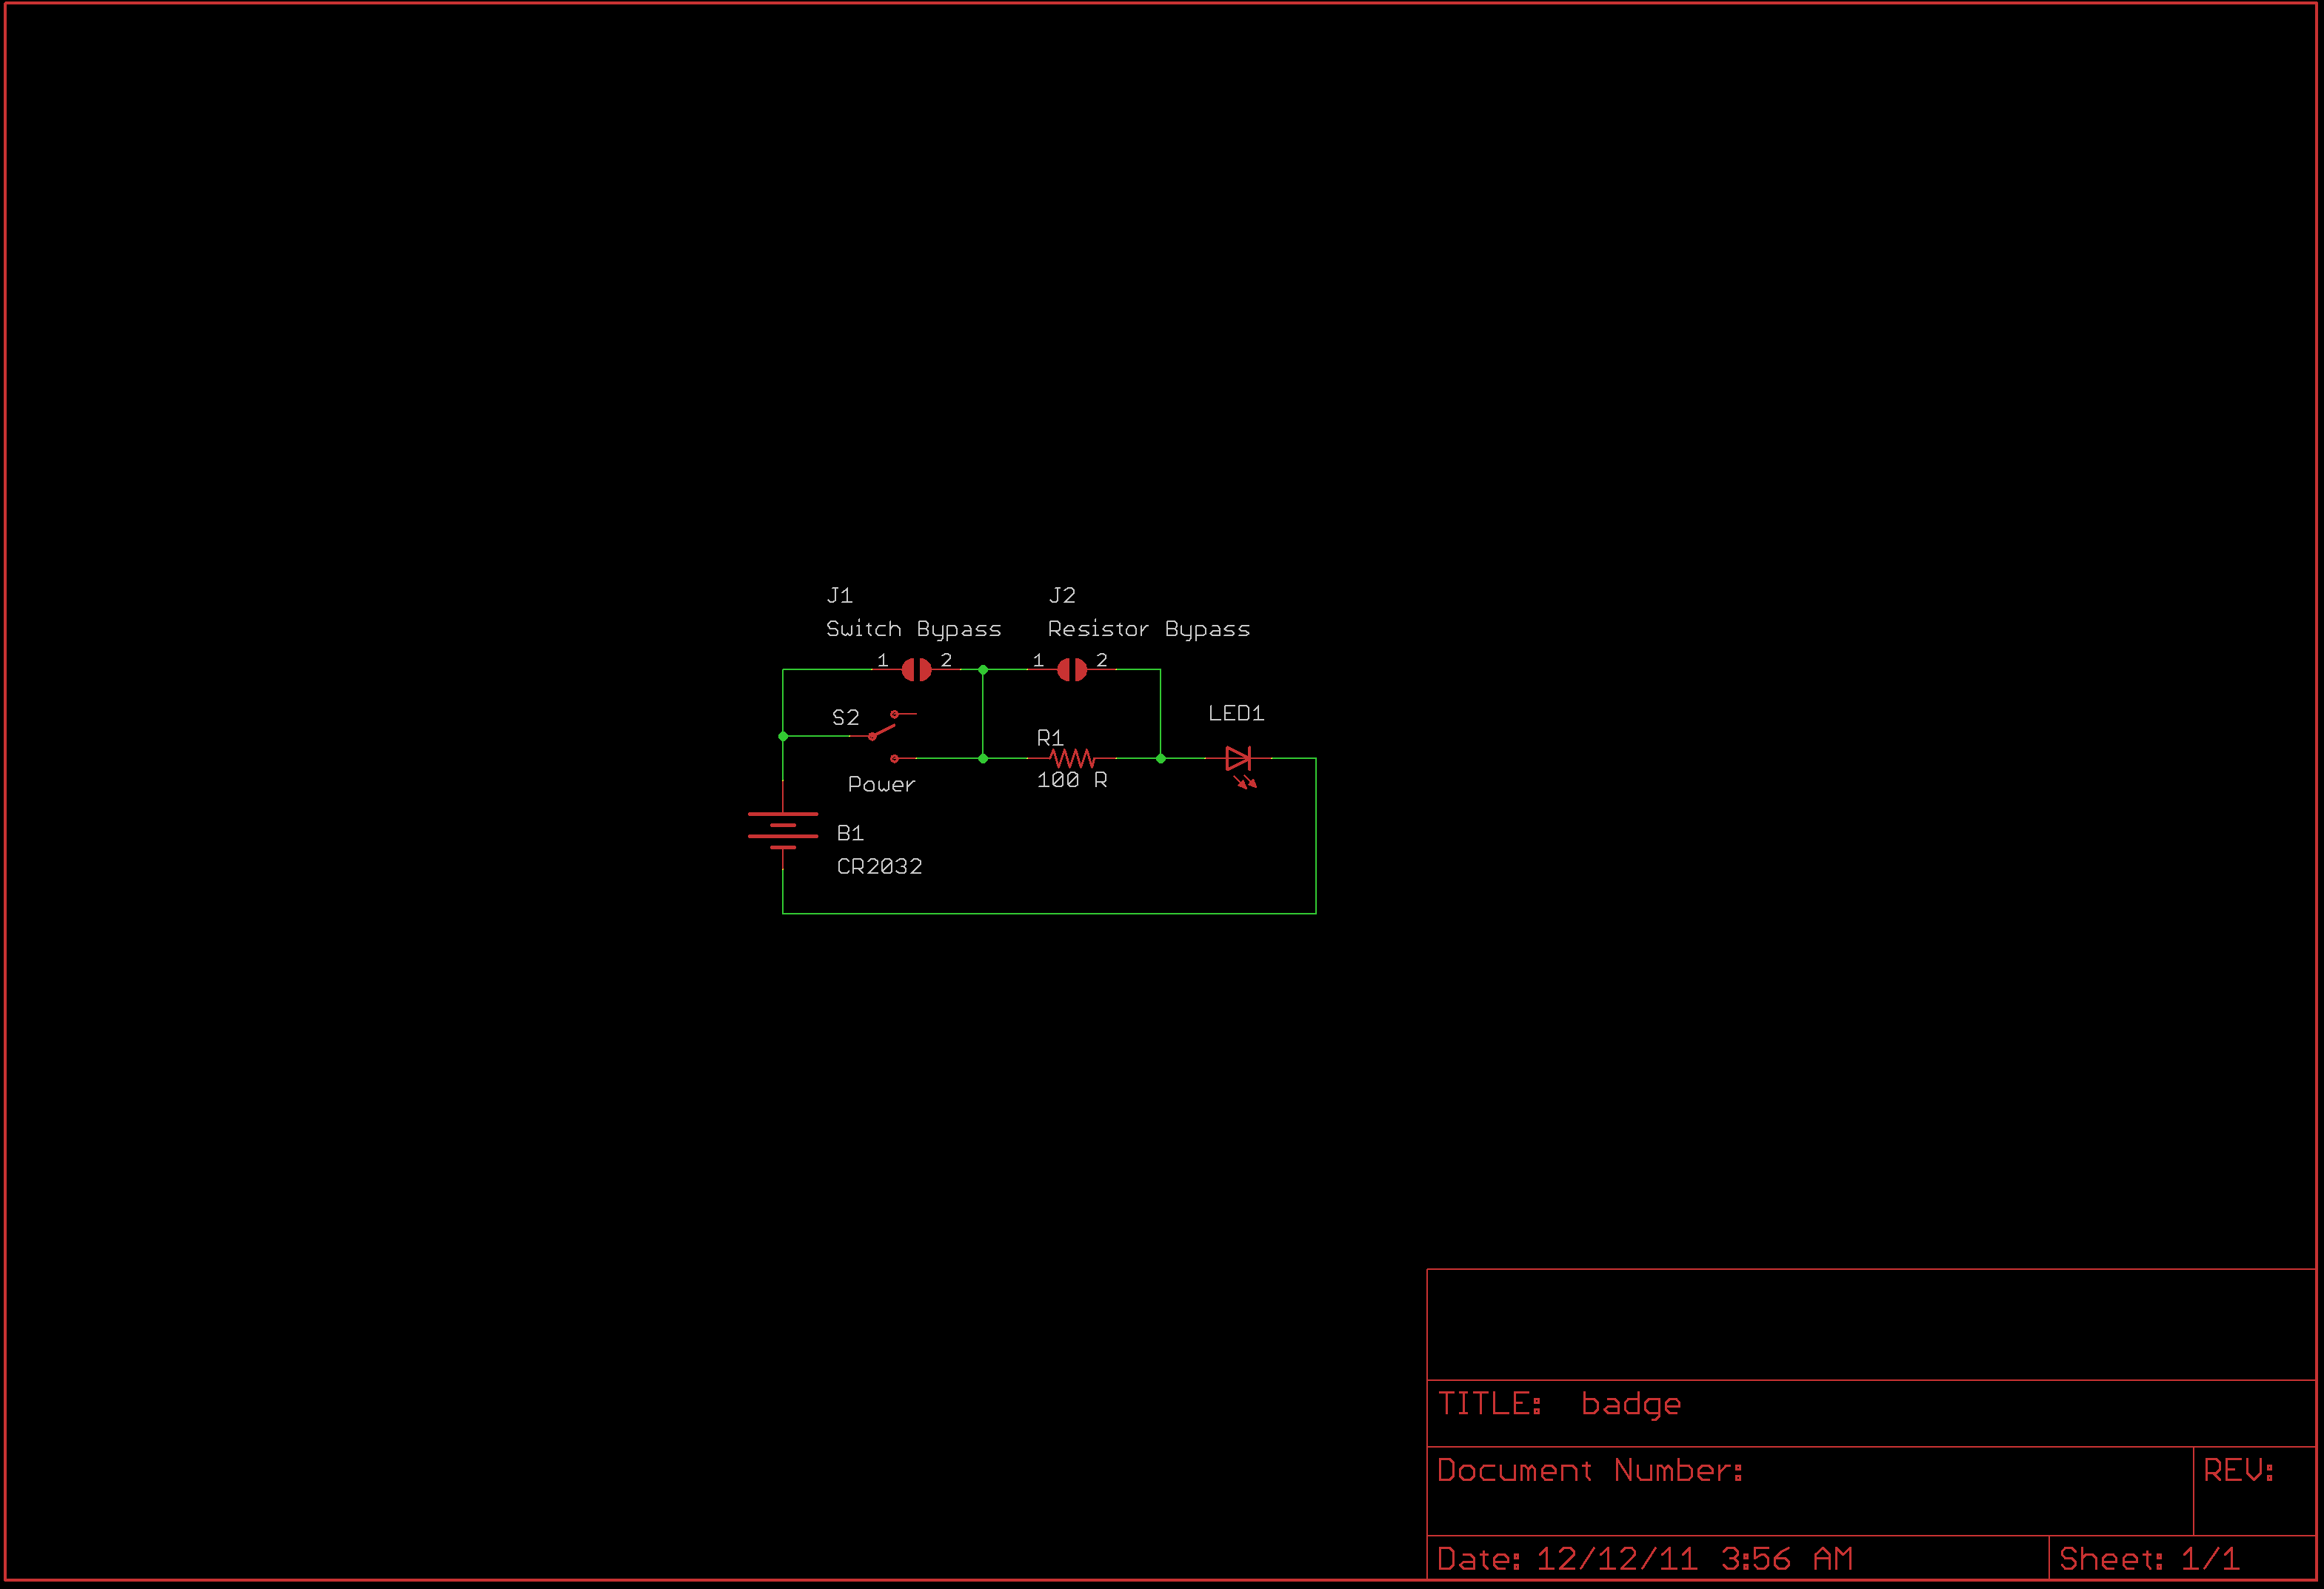 J1
Switch Bypass
1 2
J2
Resistor Bypass
1 2
S2
Power
R1
100 R
LED1
B1
CR2032
TITLE: badge
Document Number:
REV:
Date: 12/12/11 3:56 AM
Sheet: 1/1